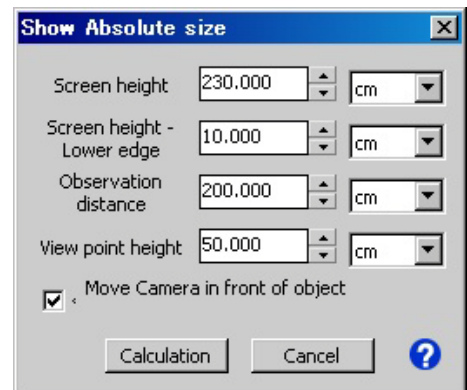 Show Absolute size
Screen height 230.000 cm
Screen height -
Lower edge 10.000 cm
Observation
distance 200.000 cm
View point height 50.000 cm
Move Camera in front of object
Calculation Cancel ?